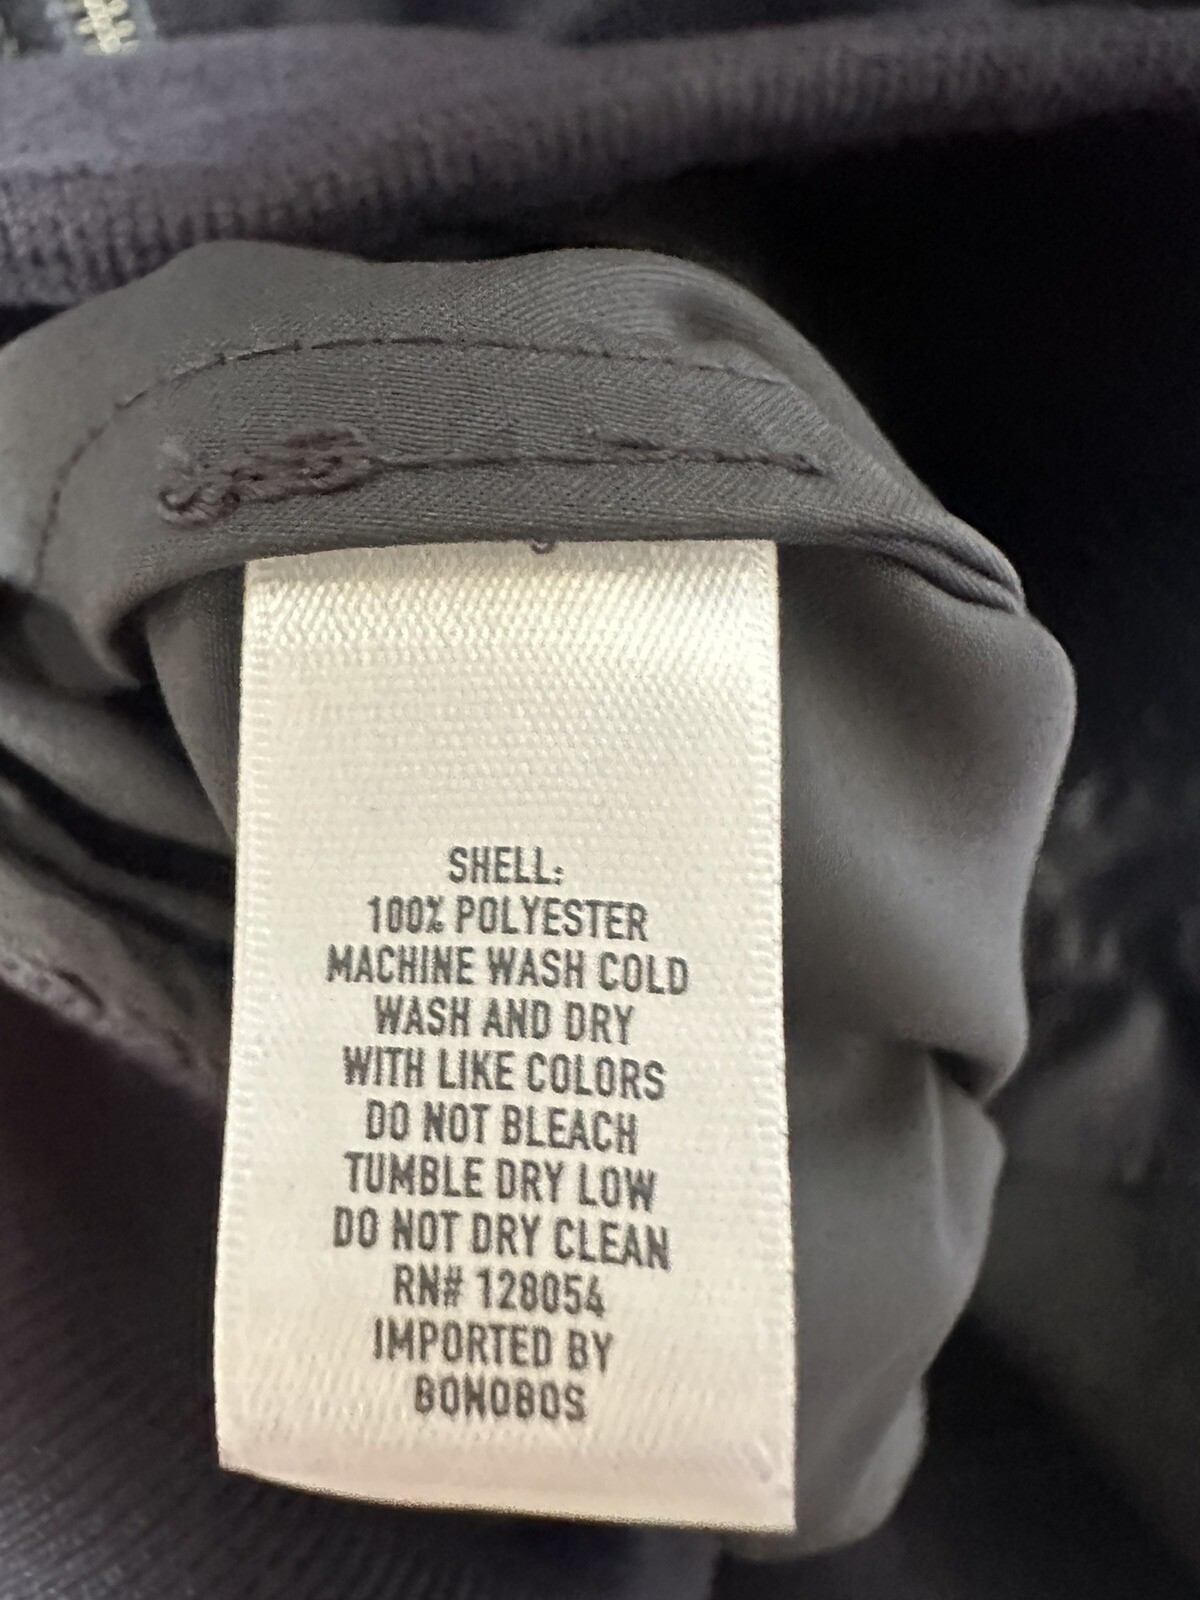 SHELL:
100% POLYESTER
MACHINE WASH COLD
WASH AND DRY
WITH LIKE COLORS
DO NOT BLEACH
TUMBLE DRY LOW
DO NOT DRY CLEAN
RN# 128054
IMPORTED BY
BONOBOS